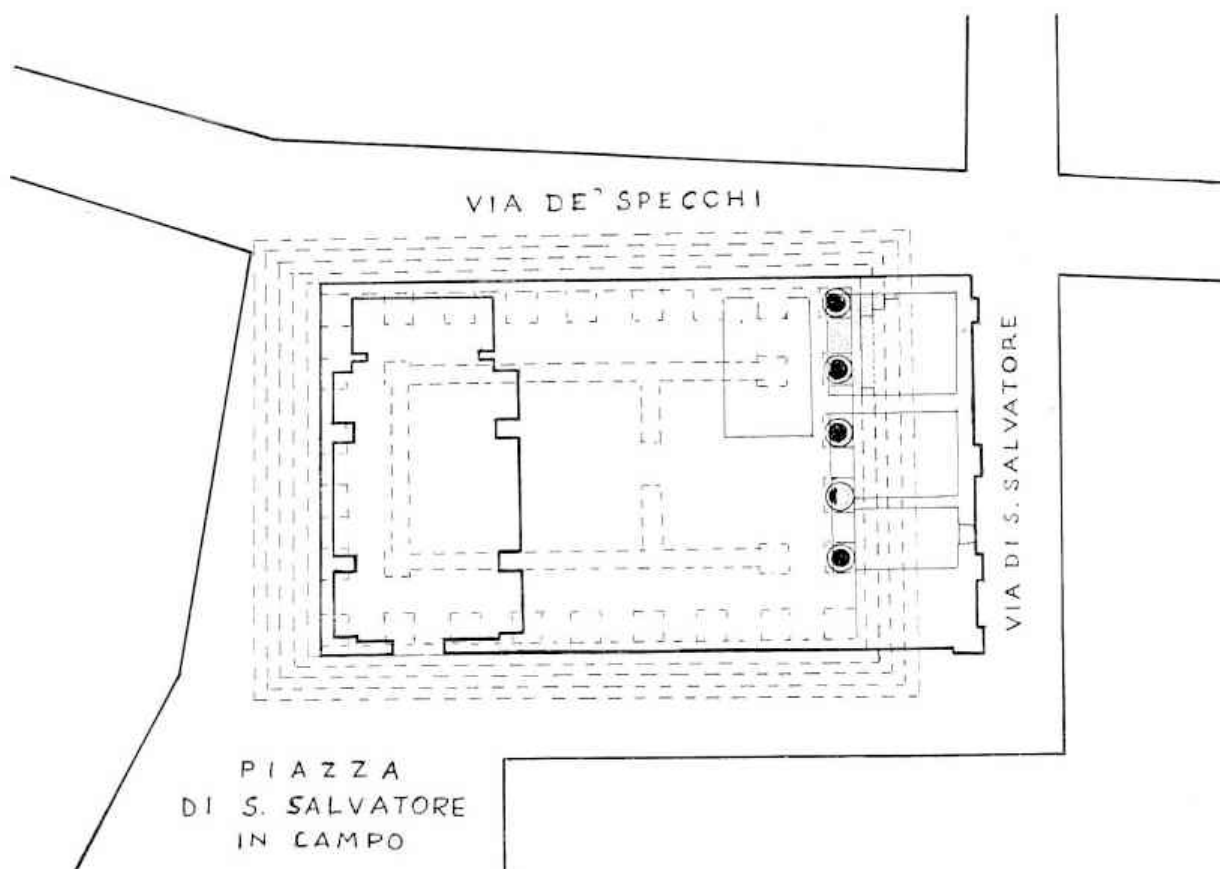 VIA DE' SPECCHI
VIA DI S. SALVATORE
PIAZZA
DI S. SALVATORE
IN CAMPO